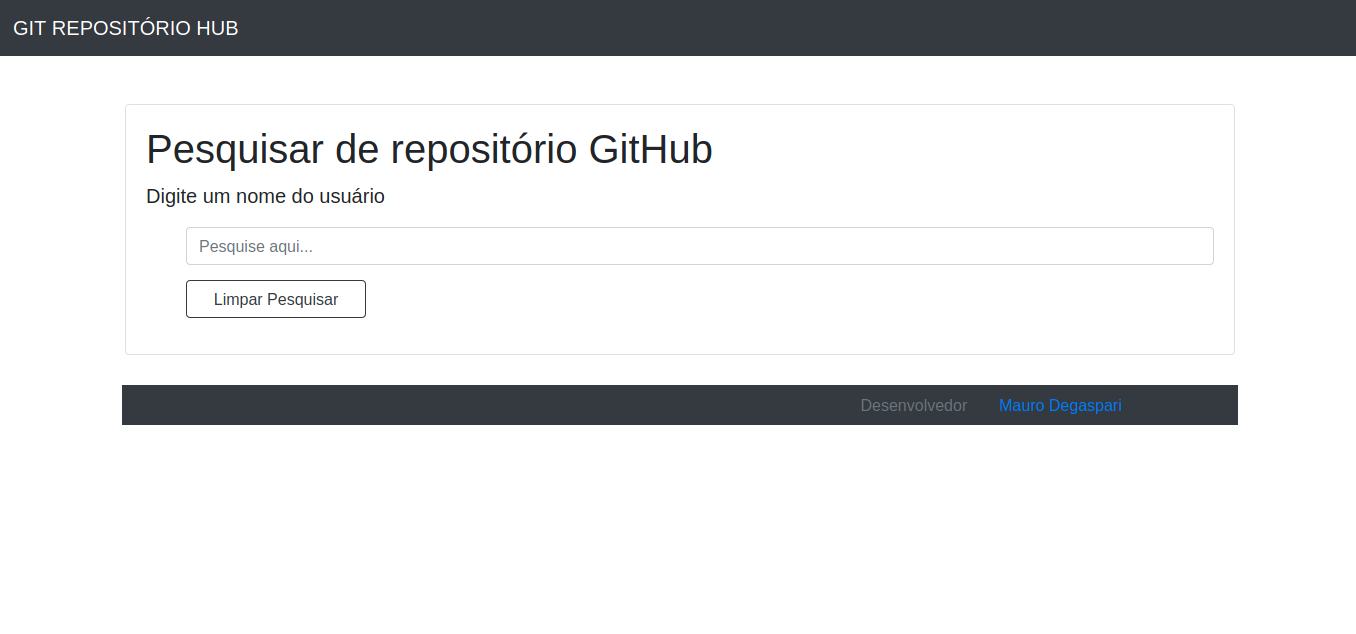 GIT REPOSITÓRIO HUB
Pesquisar de repositório GitHub
Digite um nome do usuário
Pesquise aqui...
Limpar Pesquisar
Desenvolvedor Mauro Degaspari